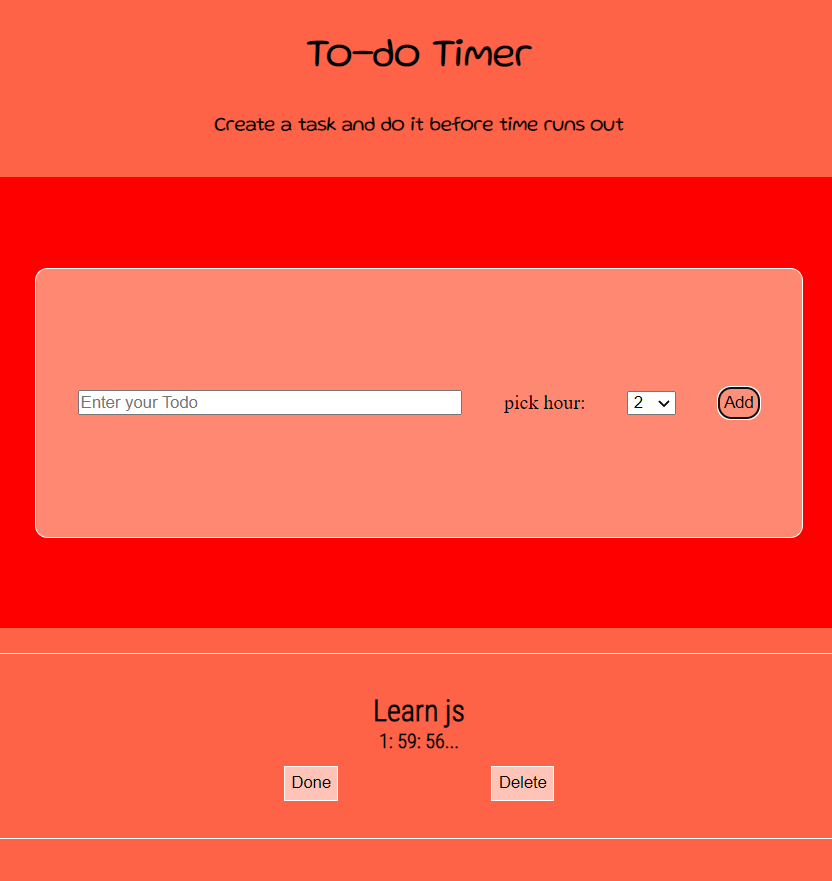 To-do Timer
Create a task and do it before time runs out
Enter your Todo pick hour: 2 Add
Learn js
1: 59: 56...
Done Delete